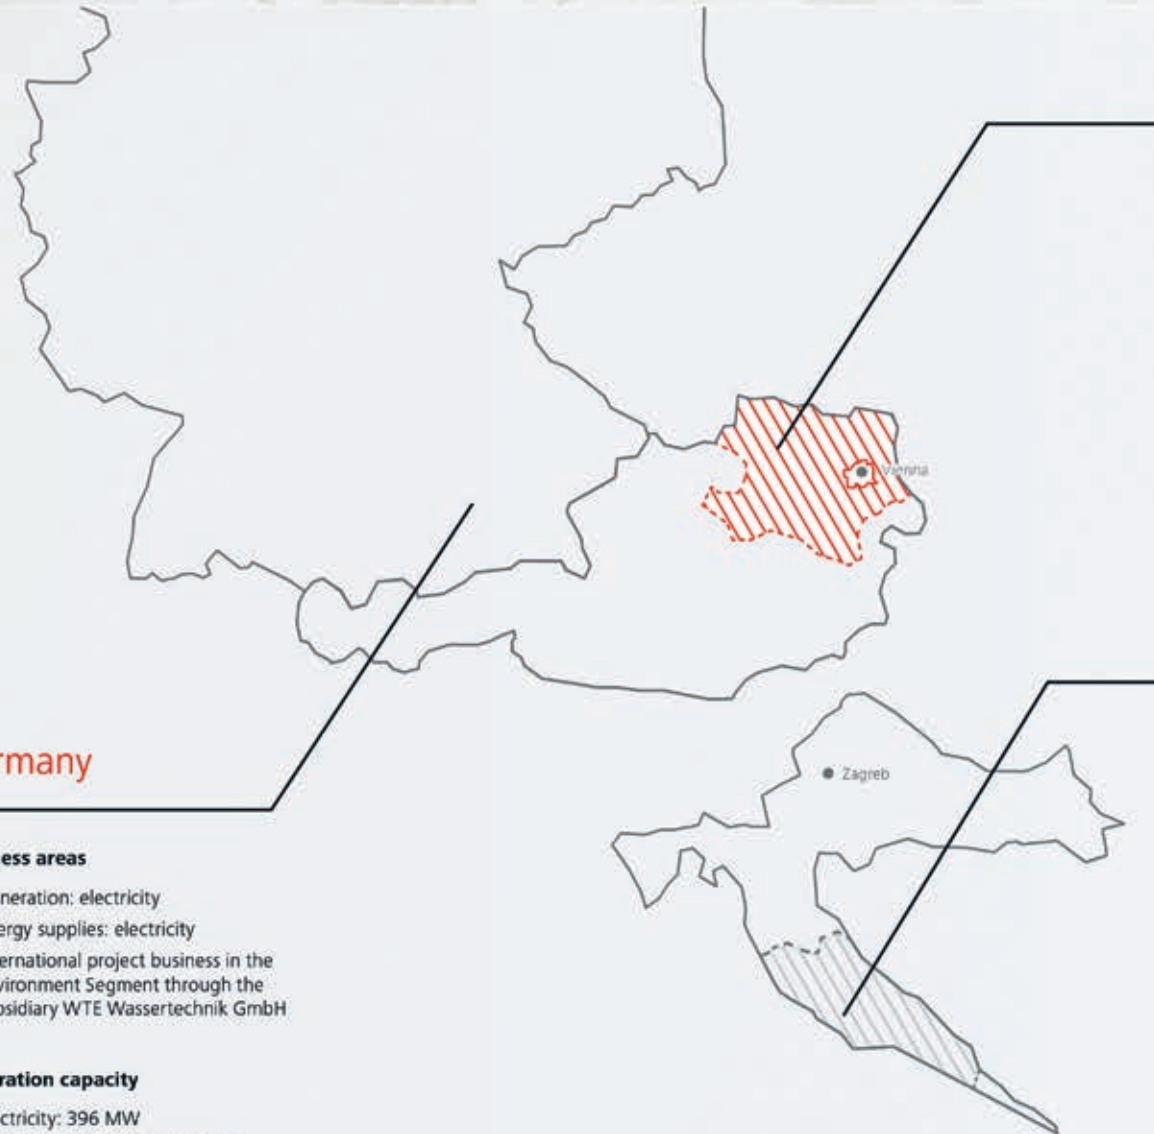 Vienna
rmany
Zagreb
ess areas
neration: electricity
ergy supplies: electricity
ernational project business in the
vironment Segment through the
osidiary WTE Wassertechnik GmbH
ration capacity
ctricity: 396 MW